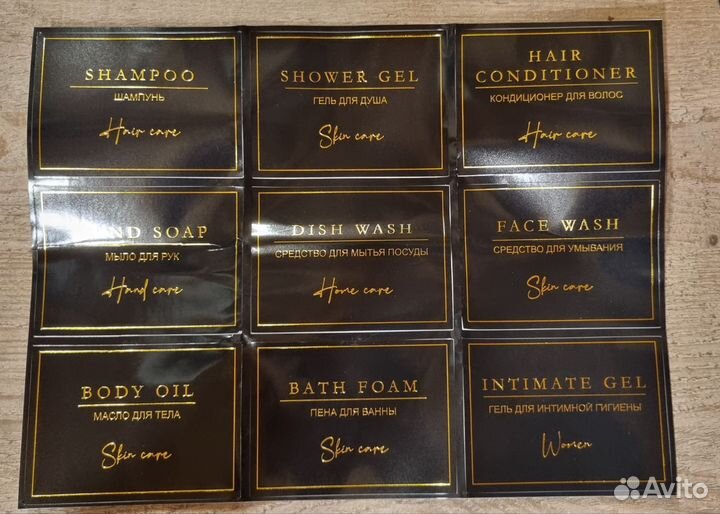 SHAMPOO
ШАМПУНЬ
Hair care
SHOWER GEL
ГЕЛЬ ДЛЯ ДУША
Skin care
HAIR
CONDITIONER
КОНДИЦИОНЕР ДЛЯ ВОЛОС
Hair care
SOAP
МЫЛО ДЛЯ РУК
Hand care
DISH WASH
СРЕДСТВО ДЛЯ МЫТЬЯ ПОСУДЫ
Home care
FACE WASH
СРЕДСТВО ДЛЯ УМЫВАНИЯ
Skin care
BODY OIL
МАСЛО ДЛЯ ТЕЛА
Skin care
BATH FOAM
ПЕНА ДЛЯ ВАННЫ
Skin care
INTIMATE GEL
ГЕЛЬ ДЛЯ ИНТИМНОЙ ГИГИЕНЫ
Women
Avito